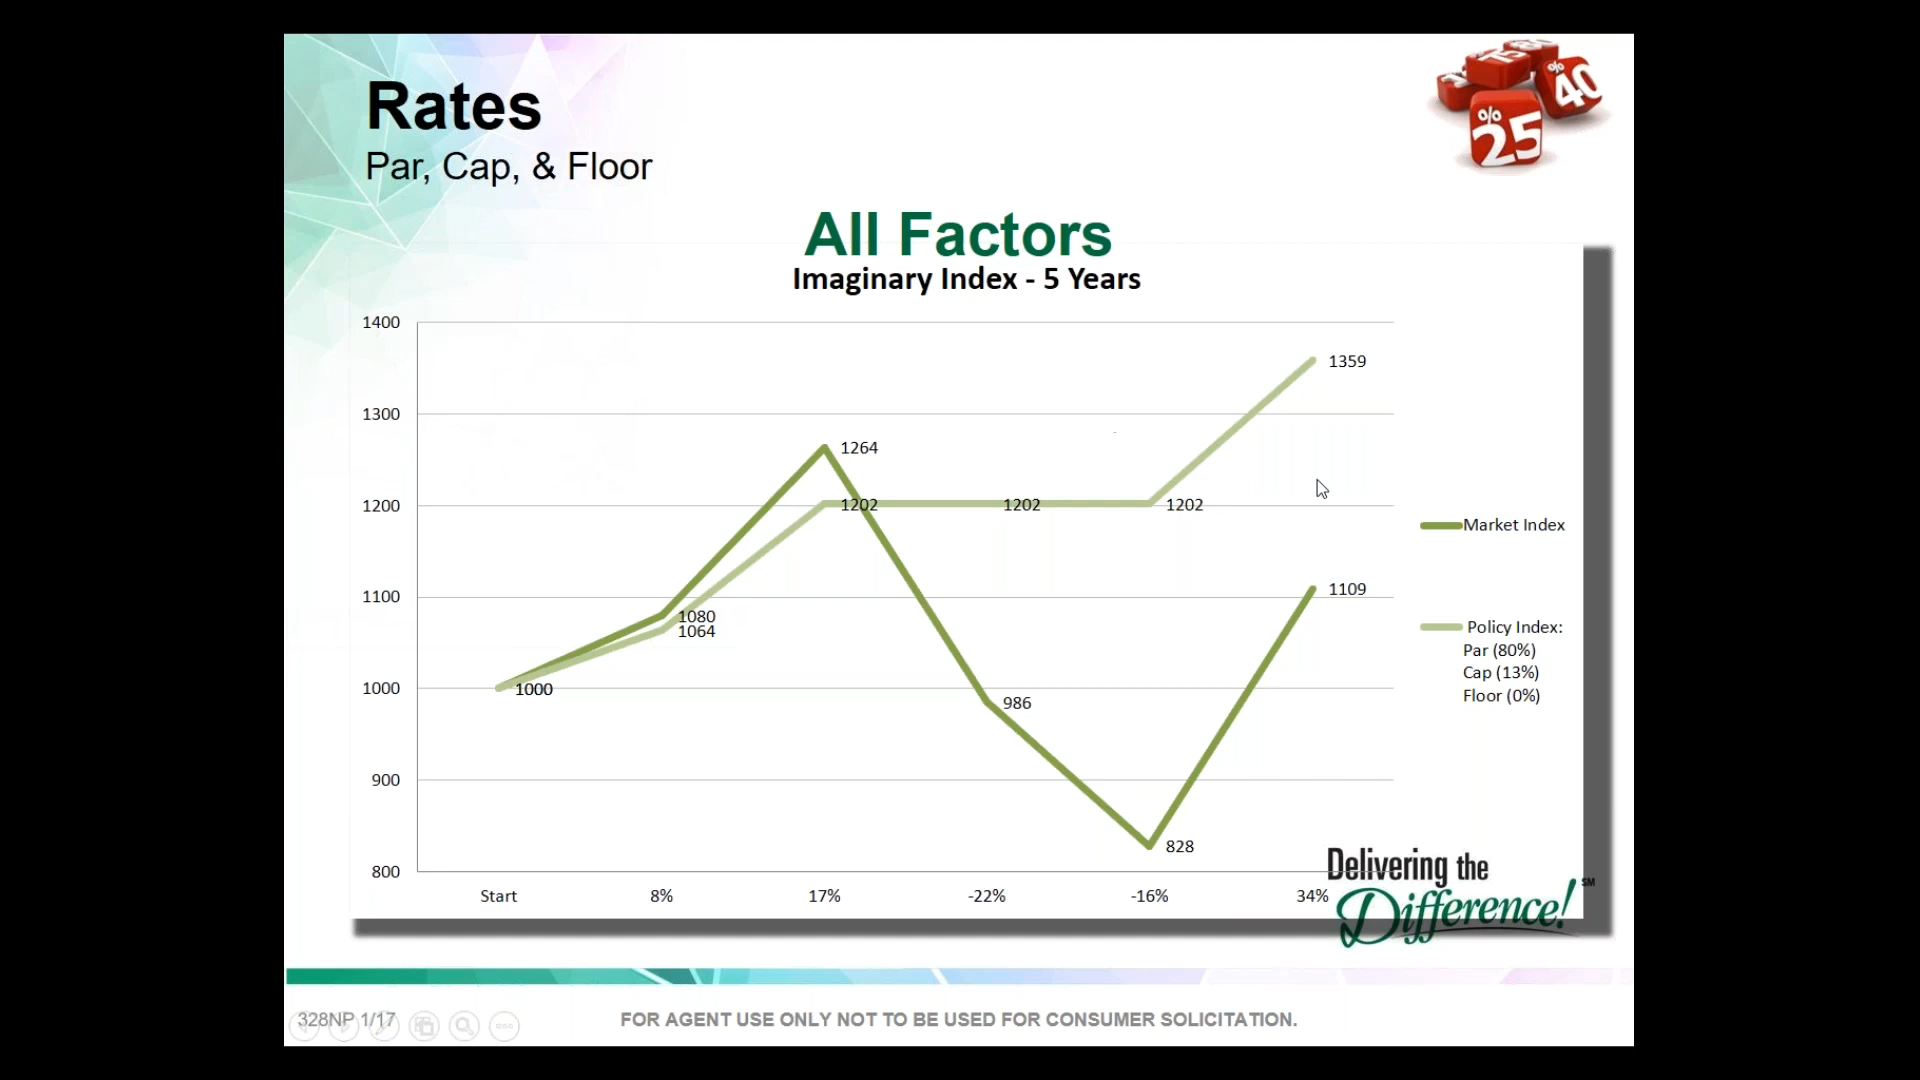 Rates
Par, Cap, & Floor
% 40
% 25
15
All Factors
Imaginary Index - 5 Years
1400
1300
1200
1100
1000
900
800
1359
1264
1202
1202
1202
1109
1080
1064
1000
986
828
Start
8%
17%
-22%
-16%
34%
Market Index
Policy Index:
Par (80%)
Cap (13%)
Floor (0%)
Delivering the
Difference! SM
328NP 1/17
FOR AGENT USE ONLY NOT TO BE USED FOR CONSUMER SOLICITATION.